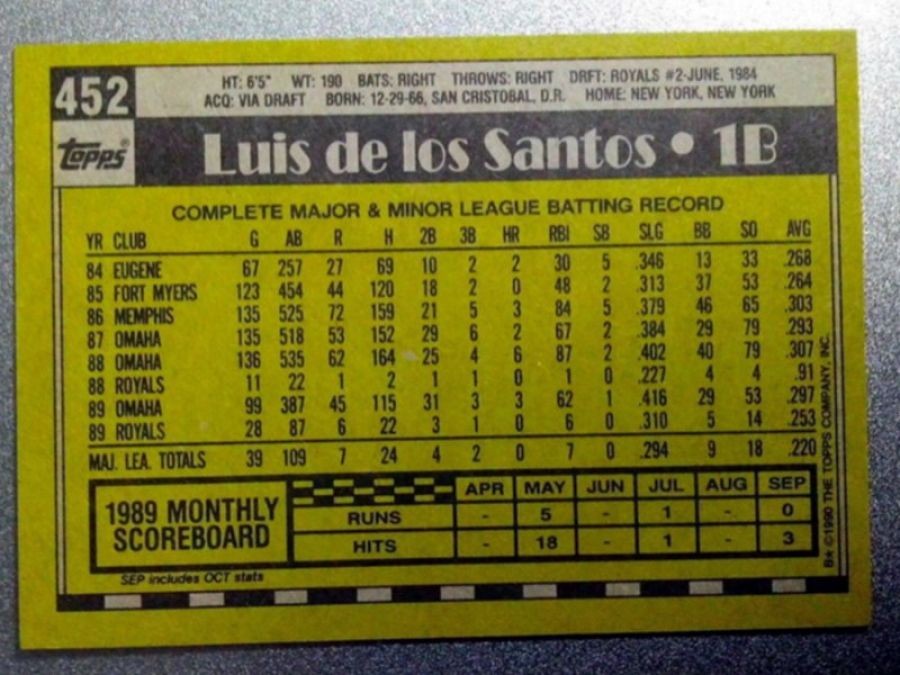 452
HT: 6'5" WT: 190 BATS: RIGHT THROWS: RIGHT DRFT: ROYALS #2-JUNE, 1984
ACQ: VIA DRAFT BORN: 12-29-66, SAN CRISTOBAL, D.R. HOME: NEW YORK, NEW YORK
Topps®
Luis de los Santos • 1B
COMPLETE MAJOR & MINOR LEAGUE BATTING RECORD
YR CLUB G AB R H 2B 3B HR RBI SB SLG BB SO AVG
84 EUGENE 67 257 27 69 10 2 2 30 5 .346 13 33 .268
85 FORT MYERS 123 454 44 120 18 2 0 48 2 .313 37 53 .264
86 MEMPHIS 135 525 72 159 21 5 3 84 5 .379 46 65 .303
87 OMAHA 135 518 53 152 29 6 2 67 2 .384 29 79 .293
88 OMAHA 136 535 62 164 25 4 6 87 2 .402 40 79 .307
88 ROYALS 11 22 1 2 1 1 0 1 0 .227 4 4 .91
89 OMAHA 99 387 45 115 31 3 3 62 1 .416 29 53 .297
89 ROYALS 28 87 6 22 3 1 0 6 0 .310 5 14 .253
MAJ. LEA. TOTALS 39 109 7 24 4 2 0 7 0 .294 9 18 .220
1989 MONTHLY
SCOREBOARD
APR MAY JUN JUL AUG SEP
RUNS - 5 - 1 - 0
HITS - 18 - 1 - 3
SEP includes OCT stats
B★ ©1990 THE TOPPS COMPANY, INC.